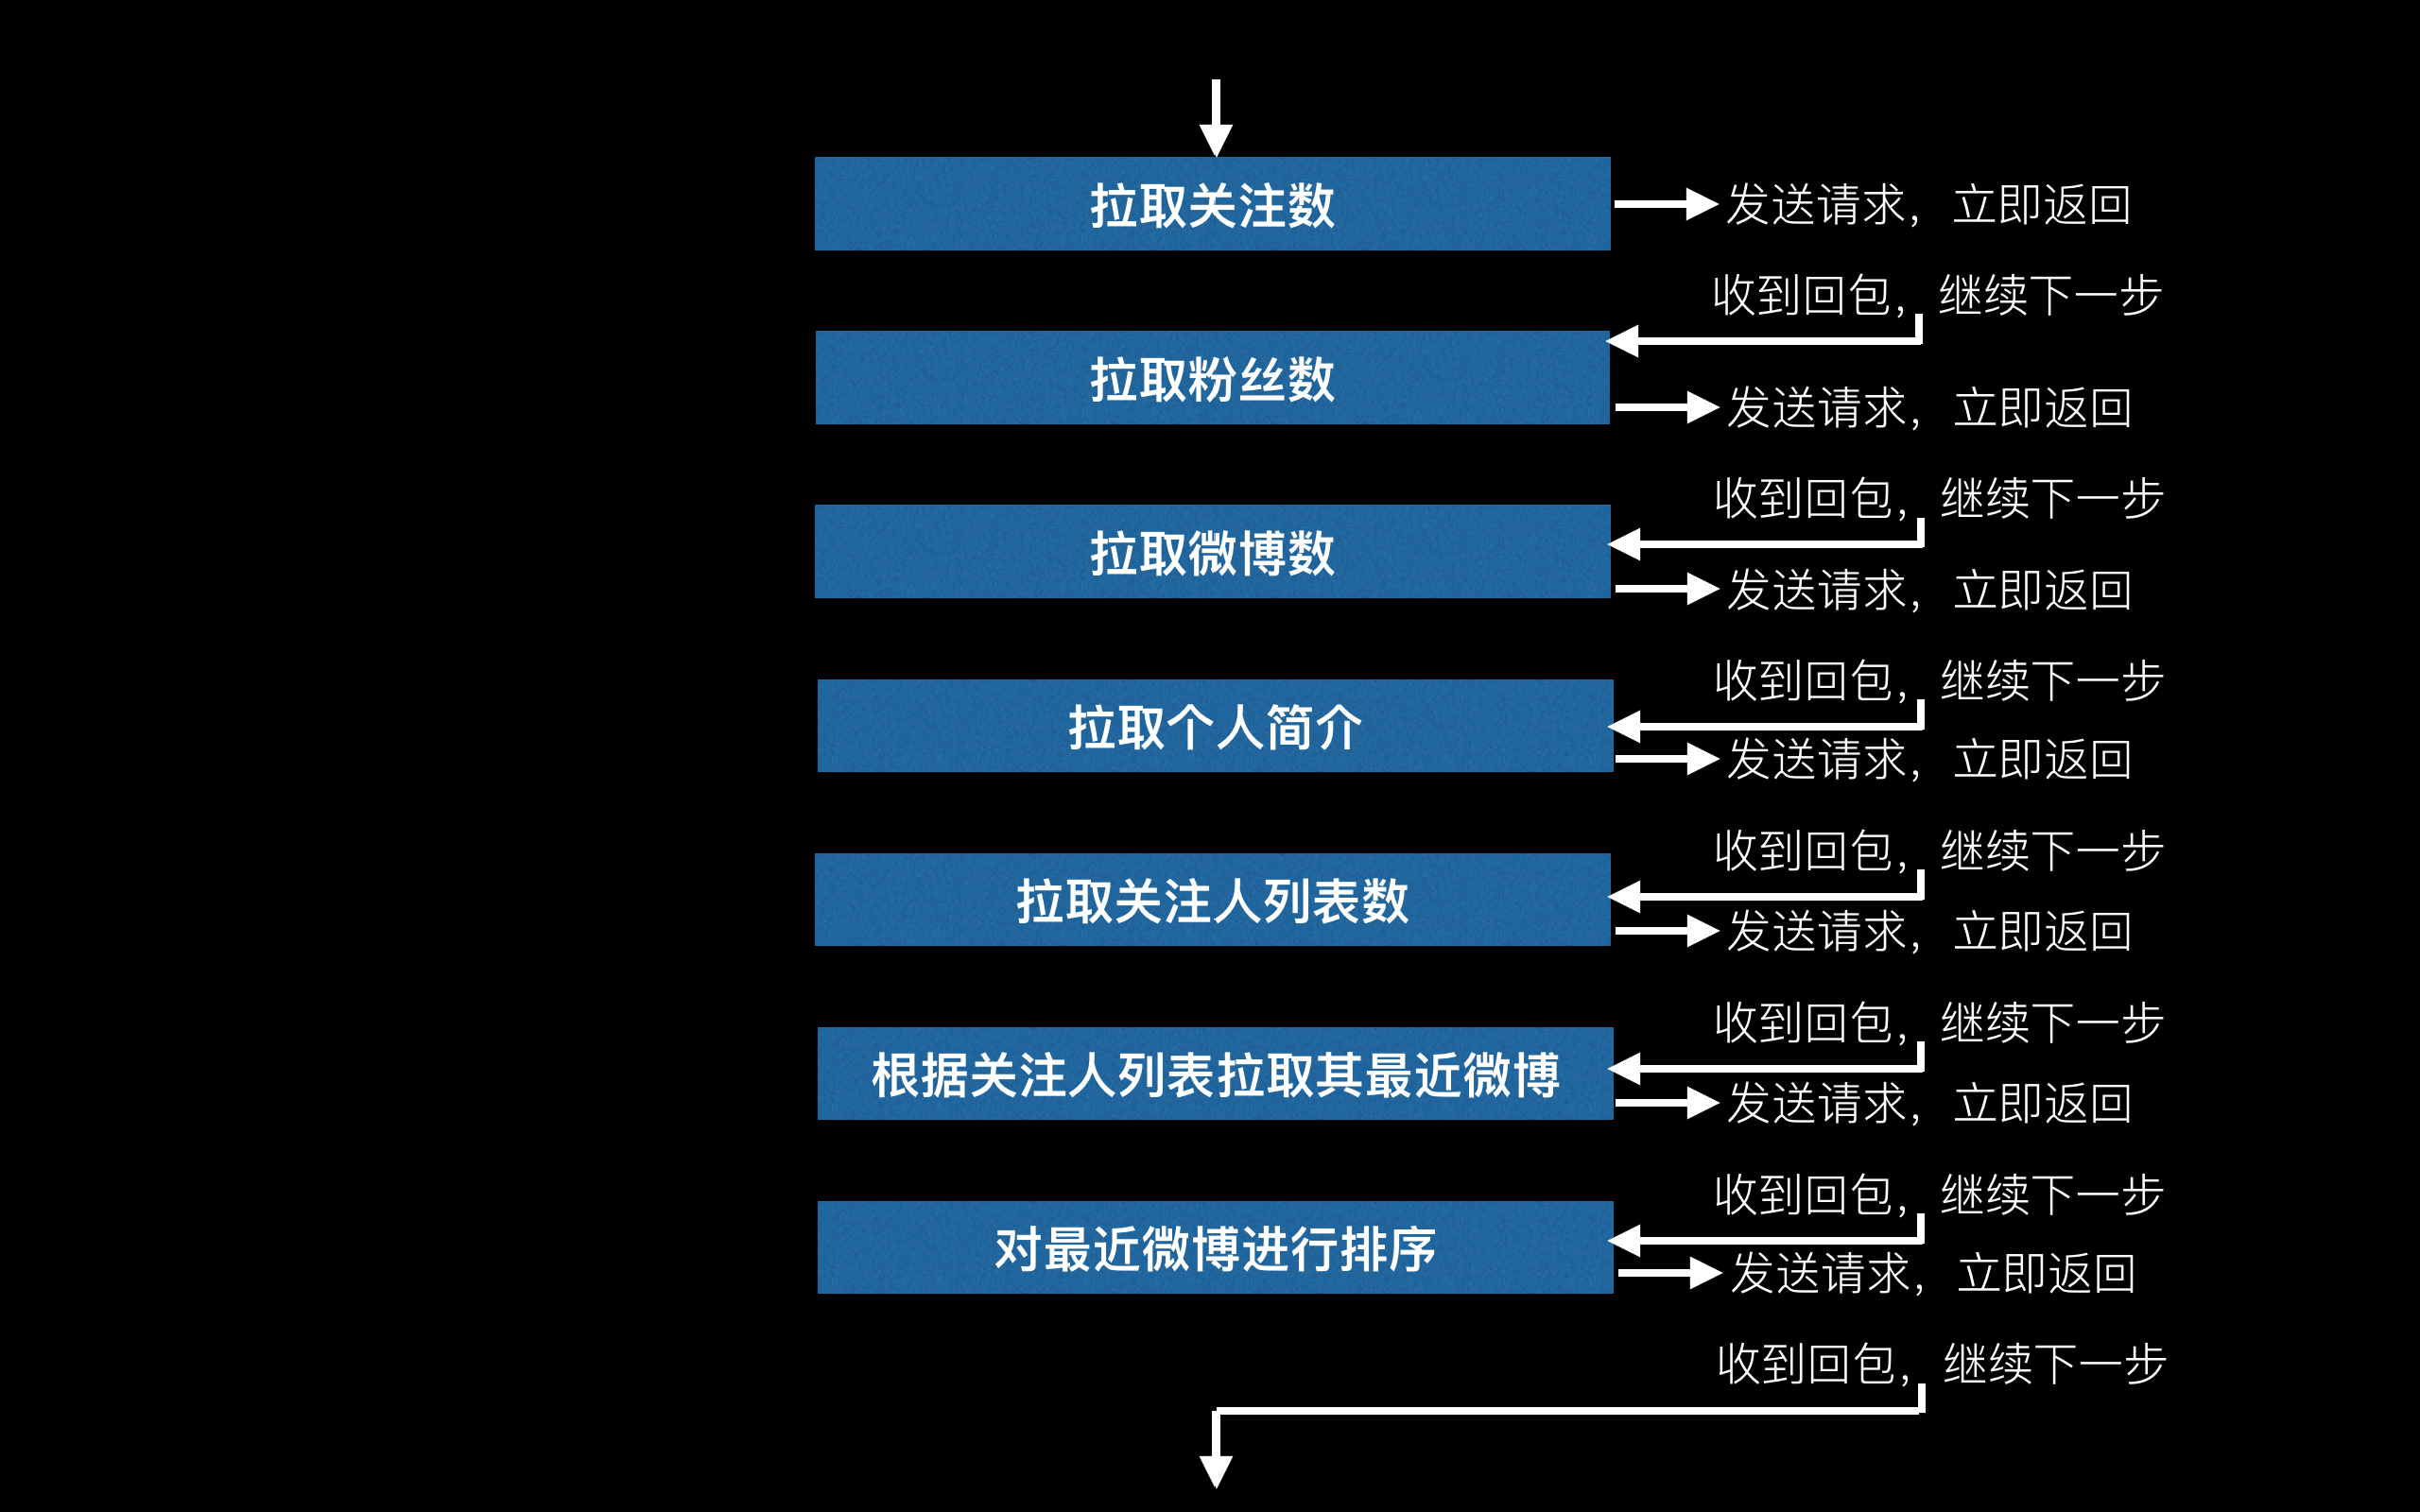 拉取关注数
发送请求，立即返回
收到回包，继续下一步
拉取粉丝数
发送请求，立即返回
收到回包，继续下一步
拉取微博数
发送请求，立即返回
收到回包，继续下一步
拉取个人简介
发送请求，立即返回
收到回包，继续下一步
拉取关注人列表数
发送请求，立即返回
收到回包，继续下一步
根据关注人列表拉取其最近微博
发送请求，立即返回
收到回包，继续下一步
对最近微博进行排序
发送请求，立即返回
收到回包，继续下一步